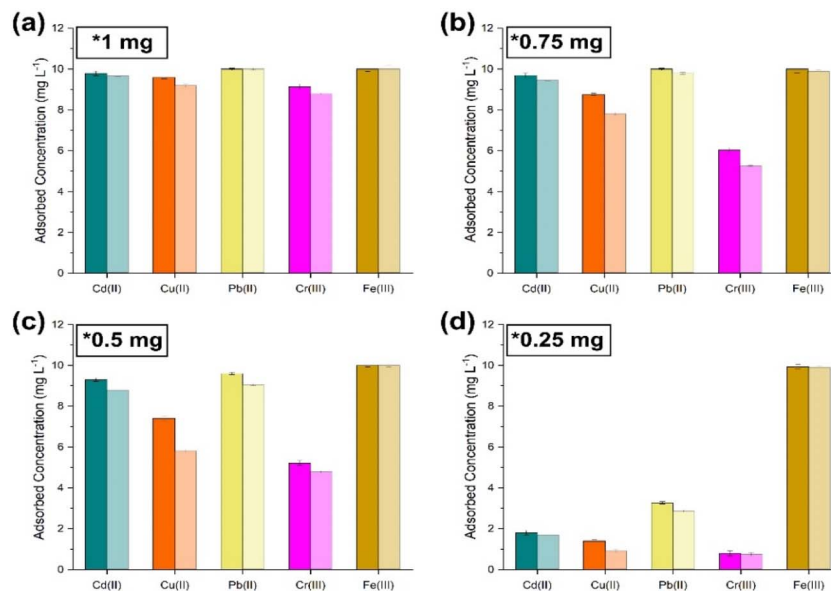 (a)
*1 mg
Adsorbed Concentration (mg L⁻¹)
12
10
8
6
4
2
0
Cd(II) Cu(II) Pb(II) Cr(III) Fe(III)
(b)
*0.75 mg
Adsorbed Concentration (mg L⁻¹)
12
10
8
6
4
2
0
Cd(II) Cu(II) Pb(II) Cr(III) Fe(III)
(c)
*0.5 mg
Adsorbed Concentration (mg L⁻¹)
12
10
8
6
4
2
0
Cd(II) Cu(II) Pb(II) Cr(III) Fe(III)
(d)
*0.25 mg
Adsorbed Concentration (mg L⁻¹)
12
10
8
6
4
2
0
Cd(II) Cu(II) Pb(II) Cr(III) Fe(III)